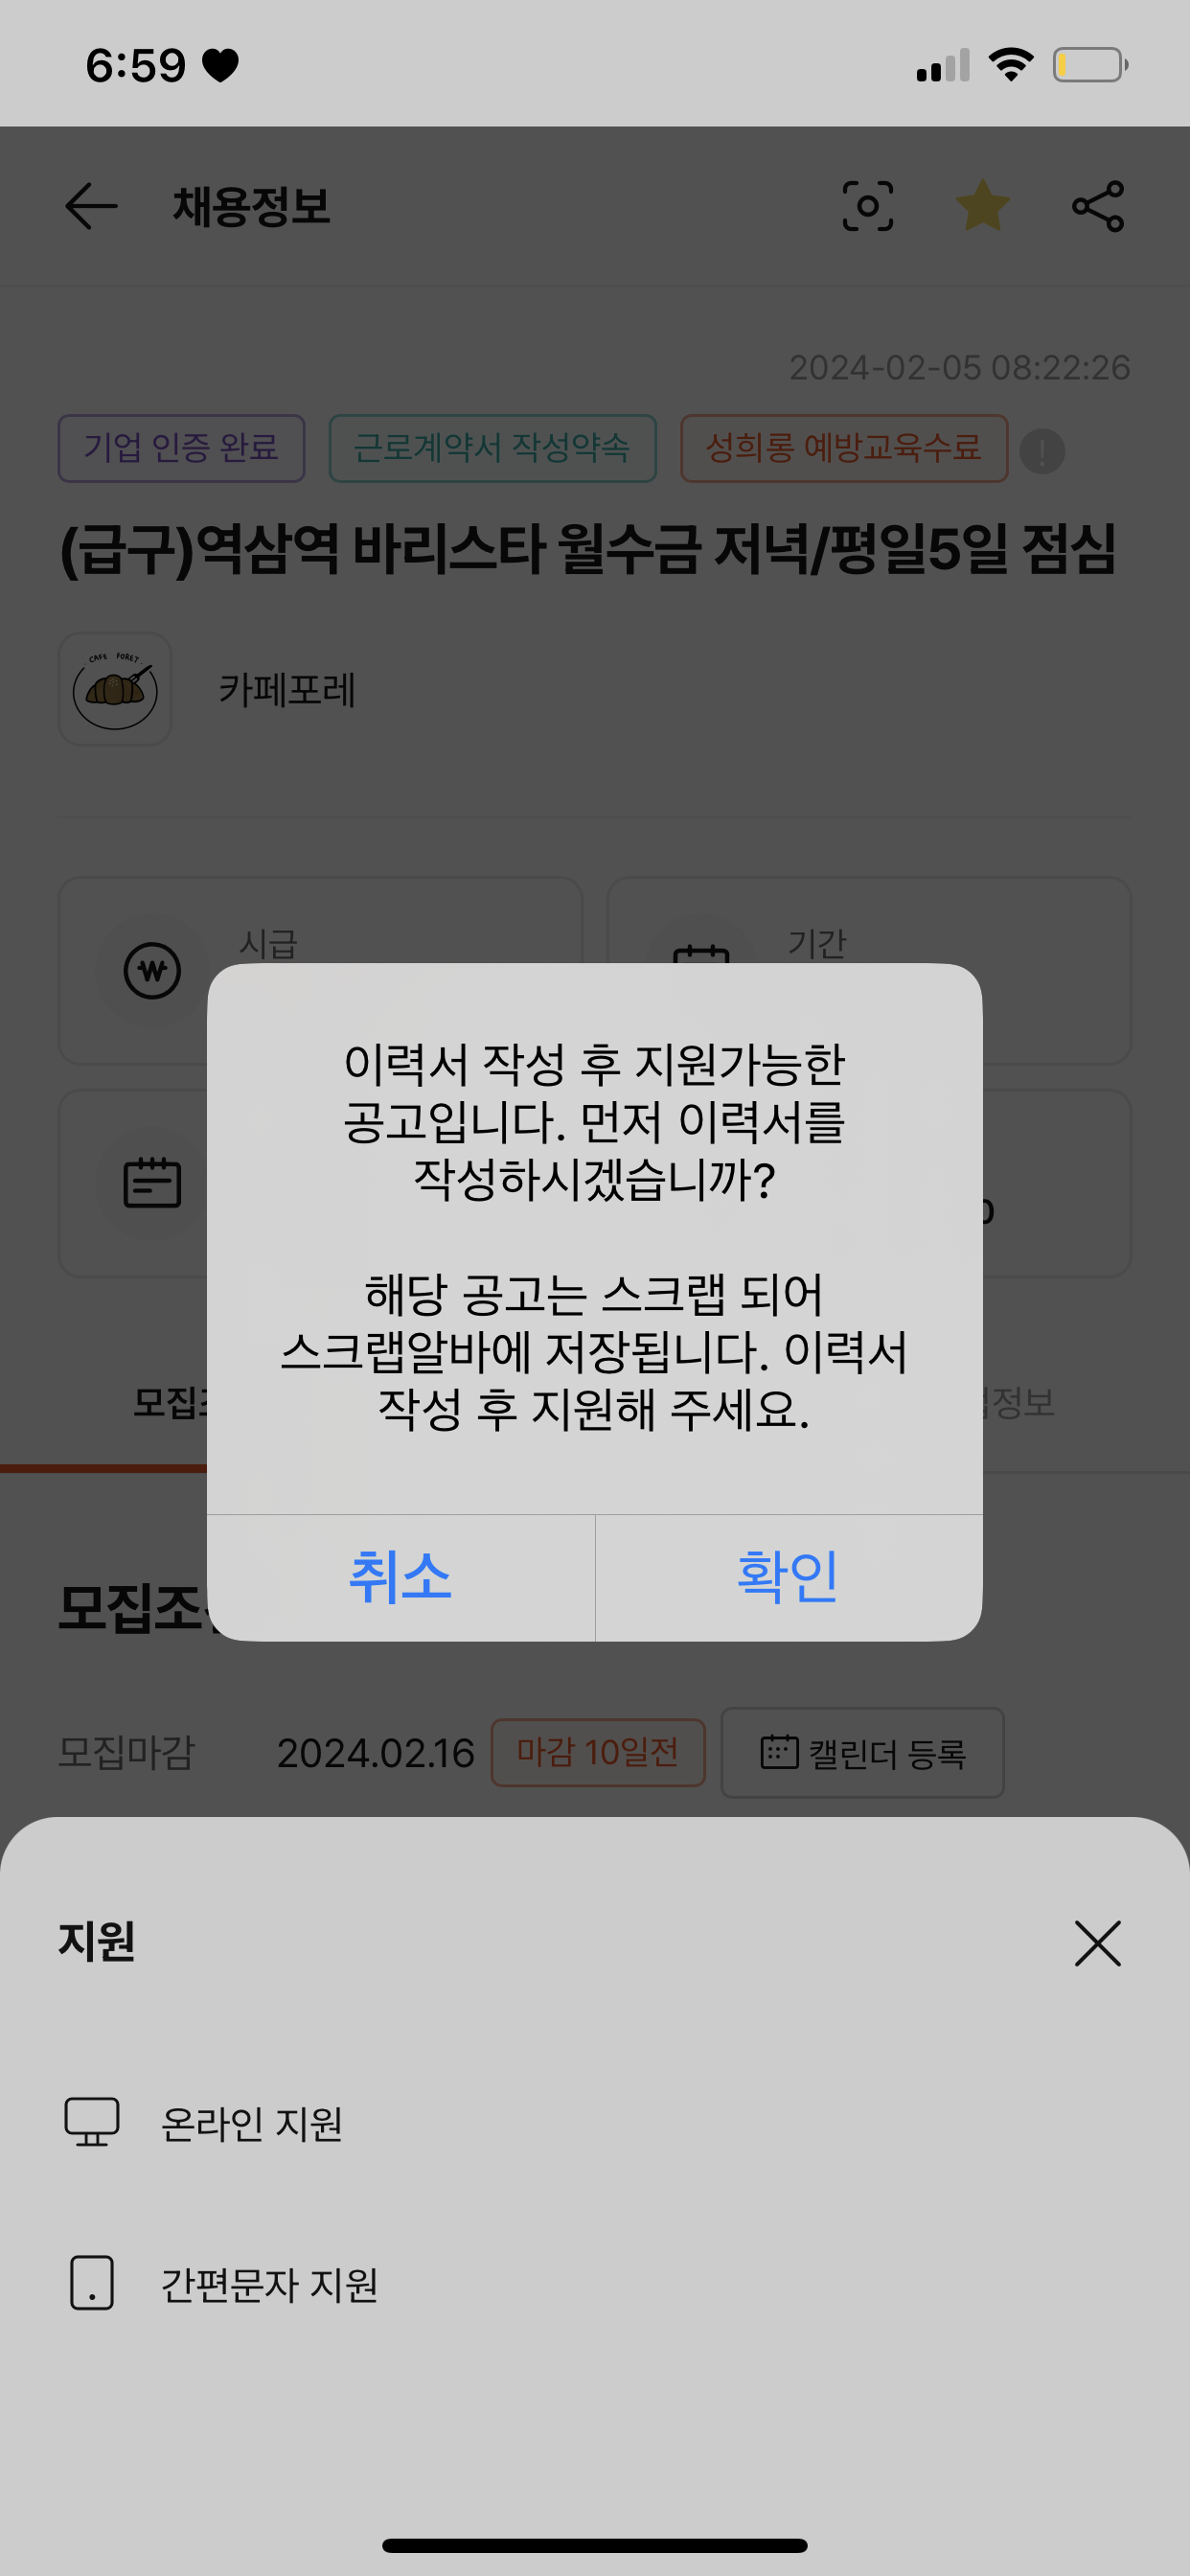 6:59
채용정보
2024-02-05 08:22:26
기업 인증 완료 근로계약서 작성약속 성희롱 예방교육수료 !
(급구)역삼역 바리스타 월수금 저녁/평일5일 점심
CAFE FORET
카페포레
시급 기간
이력서 작성 후 지원가능한
공고입니다. 먼저 이력서를
작성하시겠습니까?
해당 공고는 스크랩 되어
스크랩알바에 저장됩니다. 이력서
작성 후 지원해 주세요.
취소 확인
모집마감 2024.02.16 마감 10일전 캘린더 등록
지원
온라인 지원
간편문자 지원